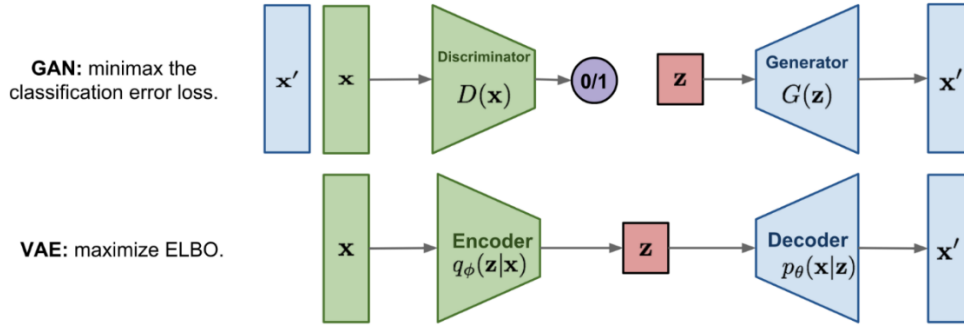 GAN: minimax the
classification error loss.
x′
x
Discriminator
D(x)
0/1
z
Generator
G(z)
x′
VAE: maximize ELBO.
x
Encoder
qϕ(z|x)
z
Decoder
pθ(x|z)
x′